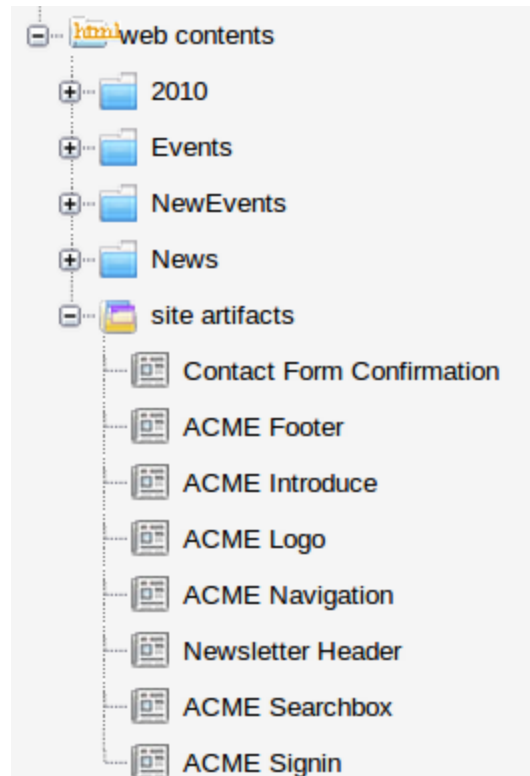 html web contents
2010
Events
NewEvents
News
site artifacts
Contact Form Confirmation
ACME Footer
ACME Introduce
ACME Logo
ACME Navigation
Newsletter Header
ACME Searchbox
ACME Signin